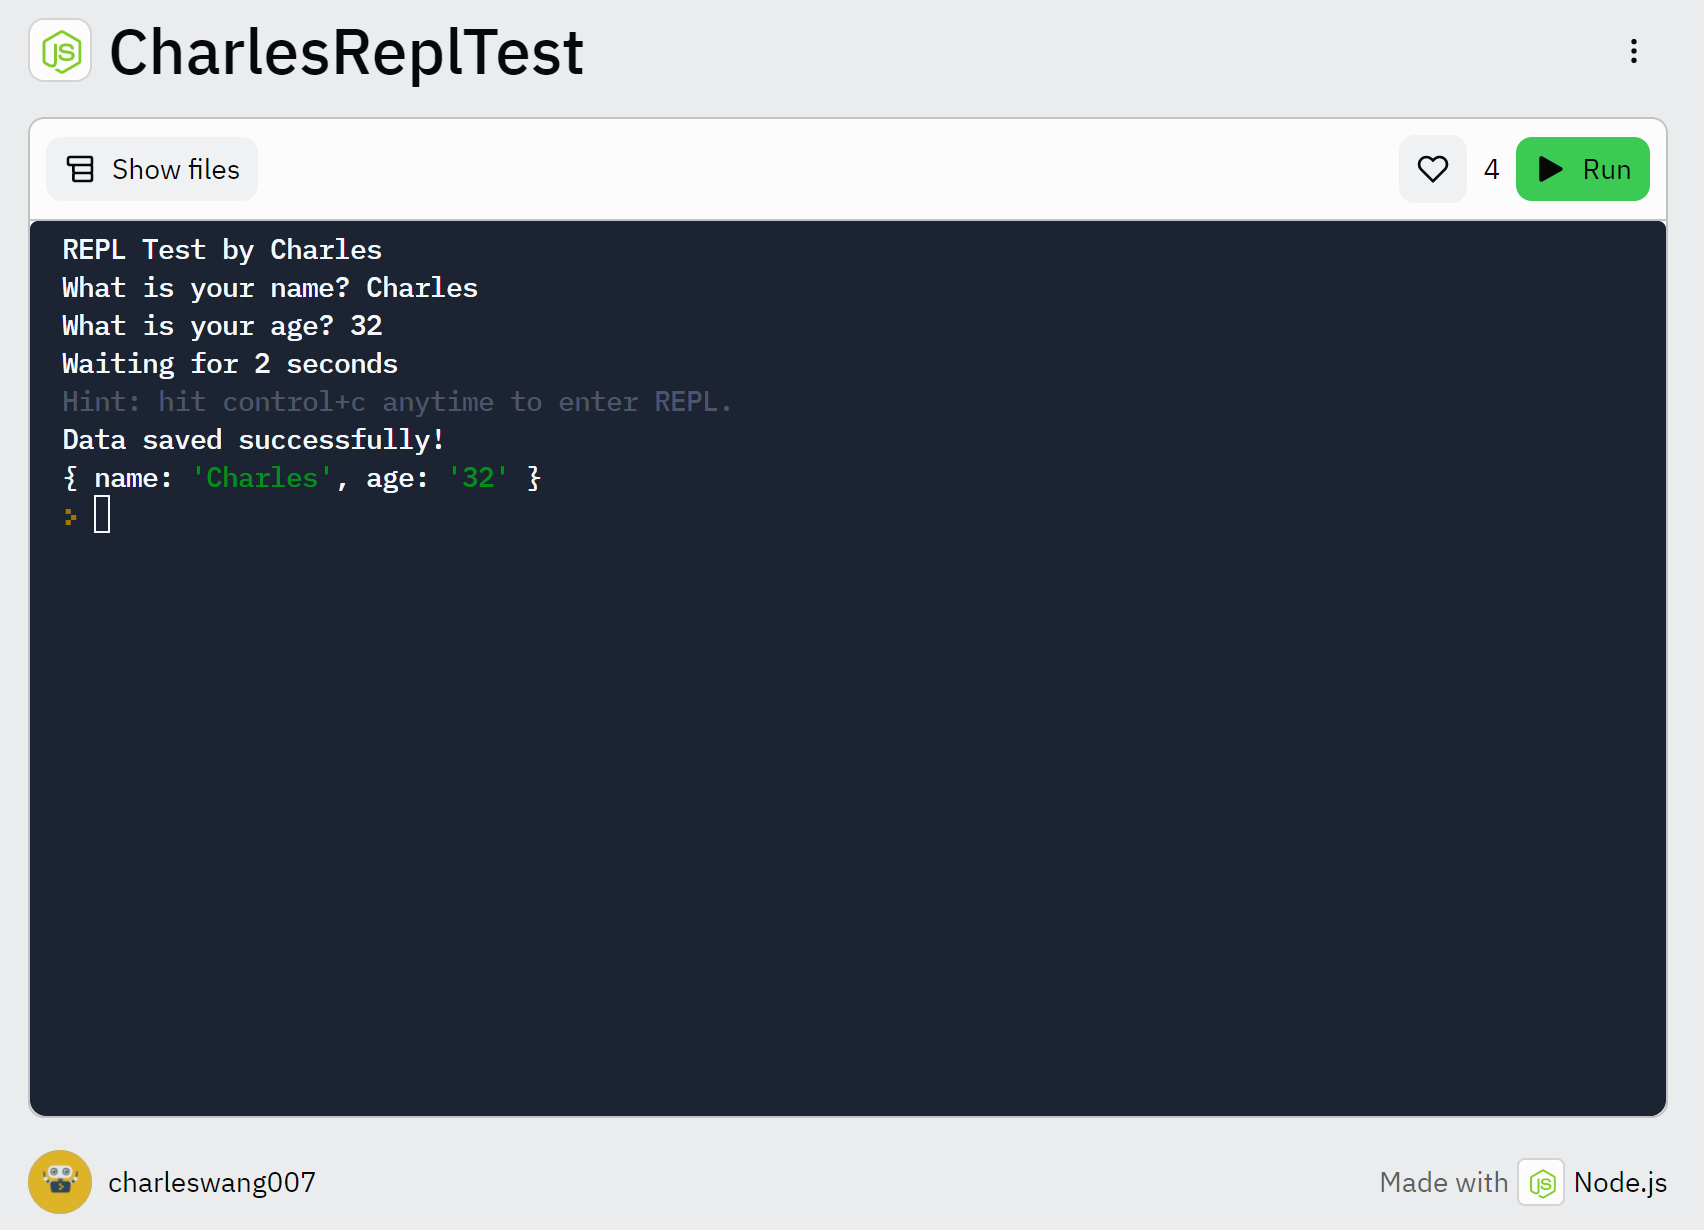 CharlesReplTest
Show files
4
Run
REPL Test by Charles
What is your name? Charles
What is your age? 32
Waiting for 2 seconds
Hint: hit control+c anytime to enter REPL.
Data saved successfully!
{ name: 'Charles', age: '32' }
>
charleswang007
Made with JS Node.js